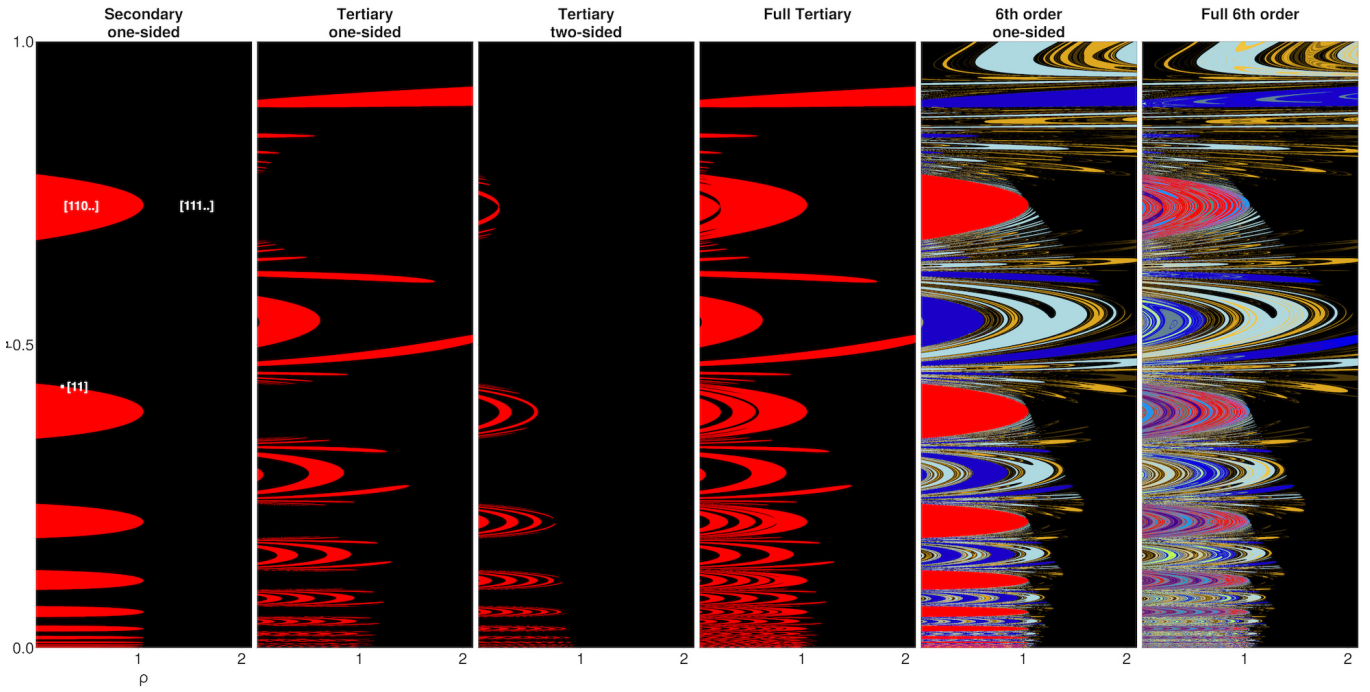 Secondary
one-sided
Tertiary
one-sided
Tertiary
two-sided
Full Tertiary
6th order
one-sided
Full 6th order
1.0
[110..]
[111..]
0.5
[11]
0.0
1 2 1 2 1 2 1 2 1 2 1 2
ρ